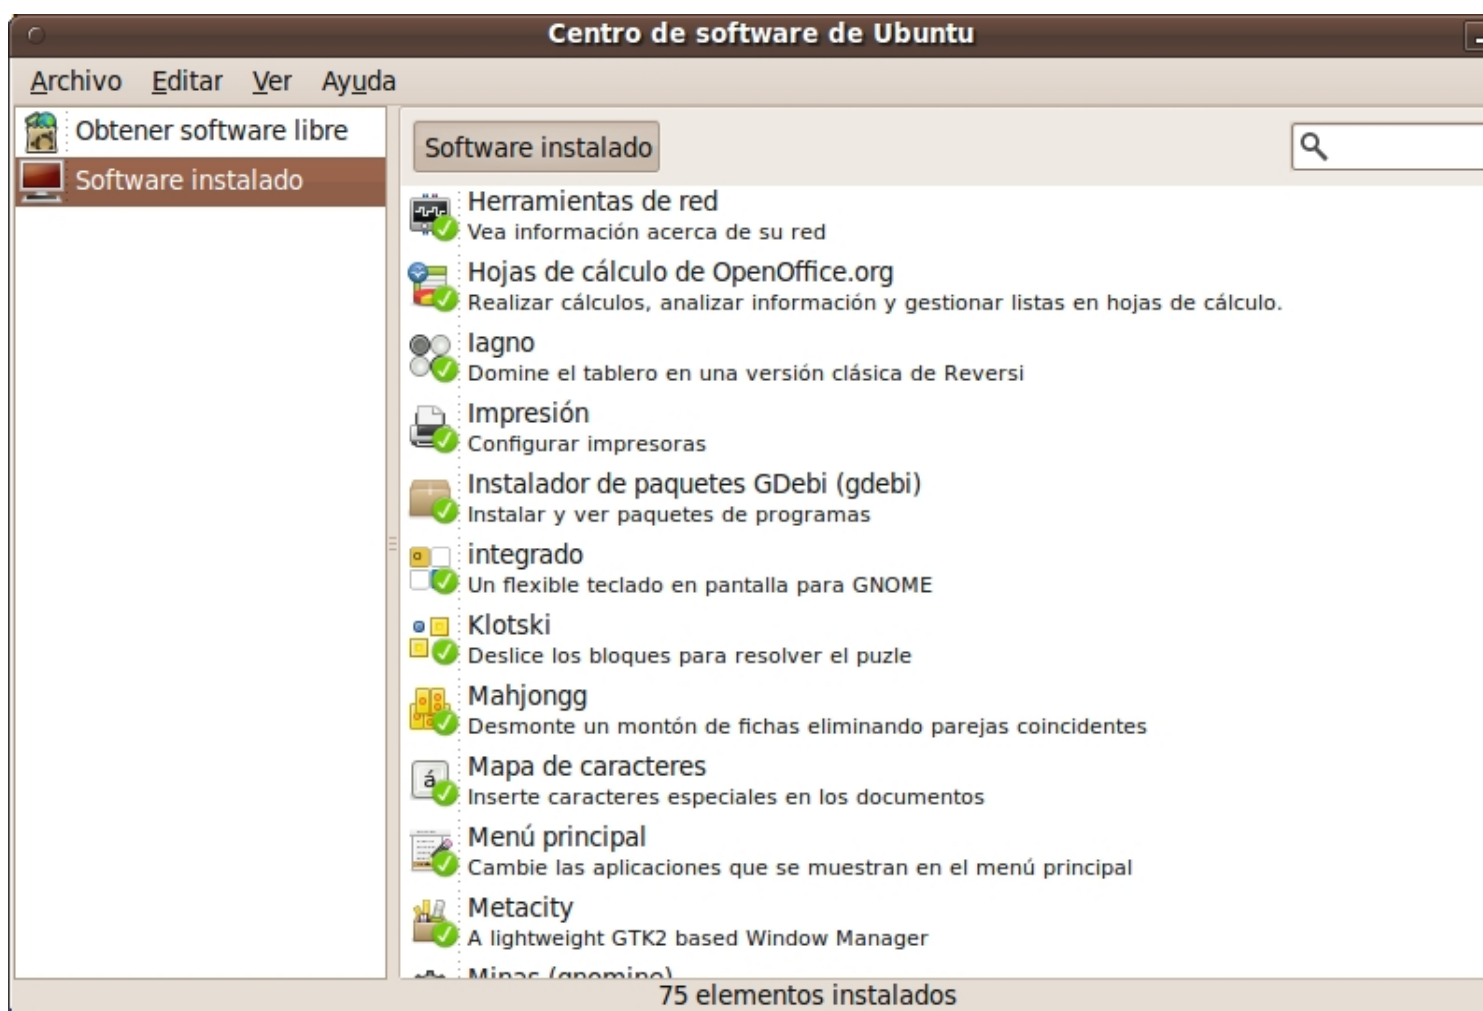 Centro de software de Ubuntu
Archivo Editar Ver Ayuda
Obtener software libre
Software instalado
Software instalado
Herramientas de red
Vea información acerca de su red
Hojas de cálculo de OpenOffice.org
Realizar cálculos, analizar información y gestionar listas en hojas de cálculo.
Iagno
Domine el tablero en una versión clásica de Reversi
Impresión
Configurar impresoras
Instalador de paquetes GDebi (gdebi)
Instalar y ver paquetes de programas
integrado
Un flexible teclado en pantalla para GNOME
Klotski
Deslice los bloques para resolver el puzle
Mahjongg
Desmonte un montón de fichas eliminando parejas coincidentes
á
Mapa de caracteres
Inserte caracteres especiales en los documentos
Menú principal
Cambie las aplicaciones que se muestran en el menú principal
Metacity
A lightweight GTK2 based Window Manager
Minas (gnomine)
75 elementos instalados